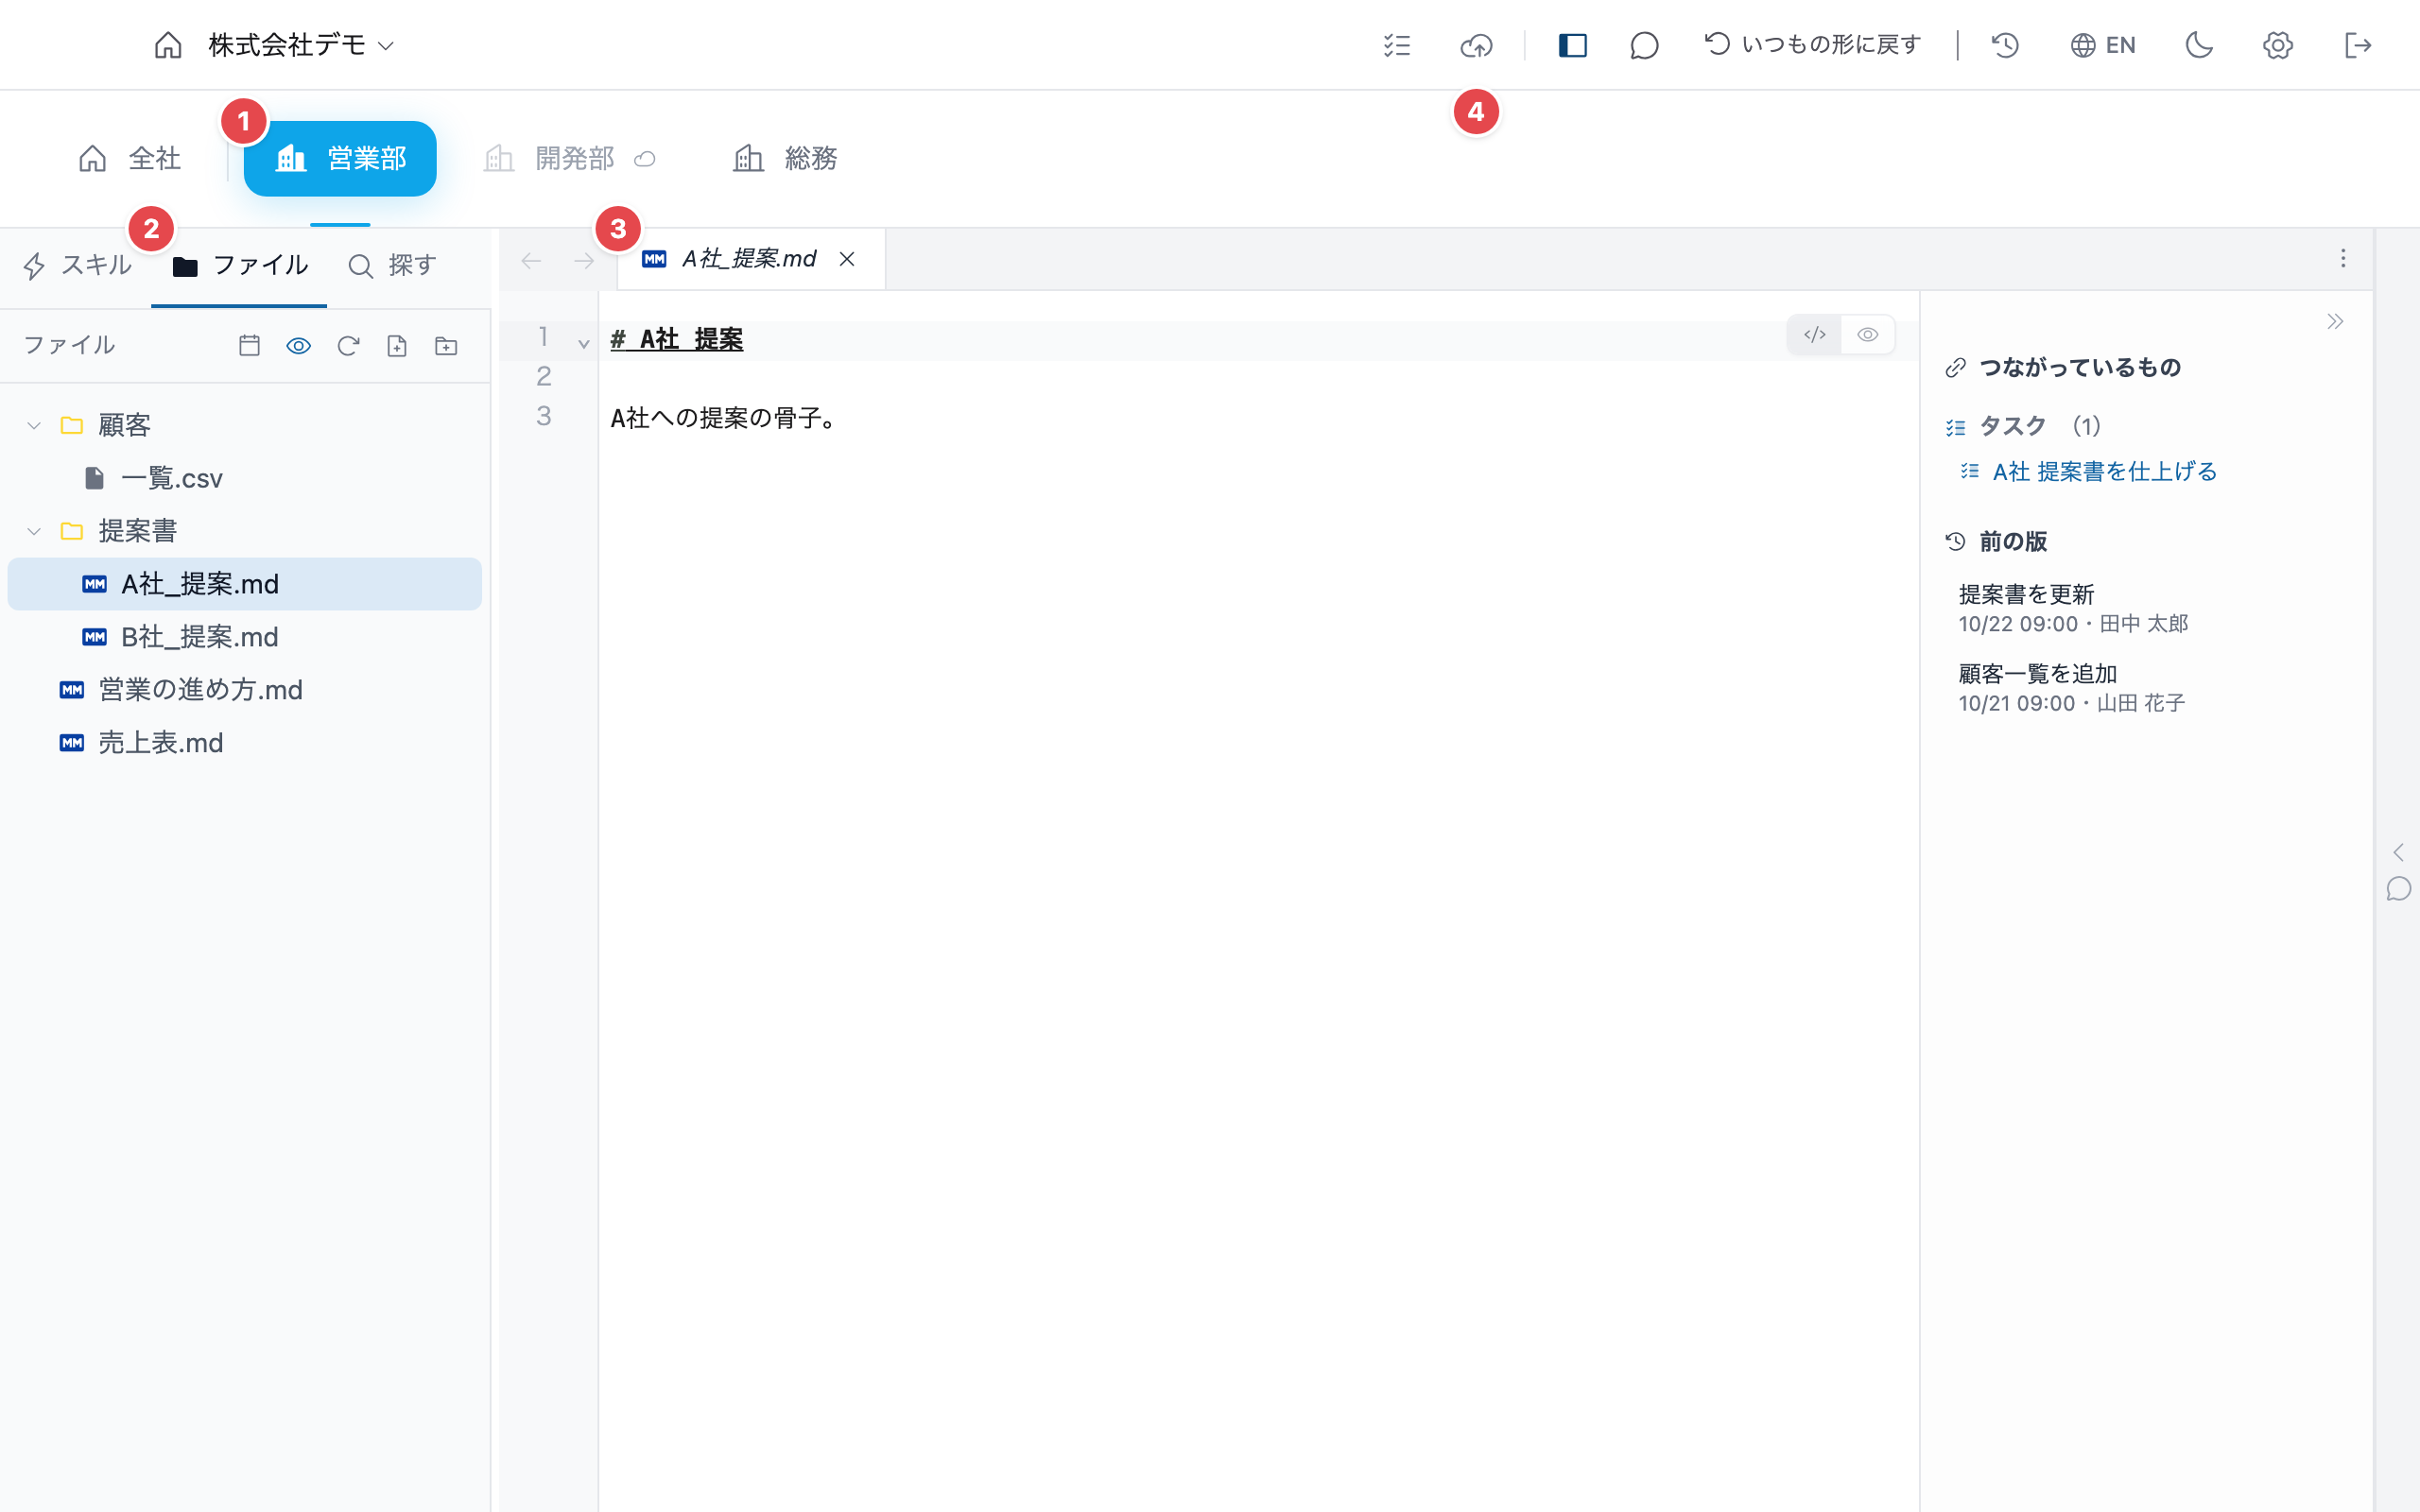 株式会社デモ
いつもの形に戻す
EN
4
1
全社
営業部
開発部
総務
2
3
スキル
ファイル
探す
MM A社_提案.md
ファイル
顧客
一覧.csv
提案書
MM A社_提案.md
MM B社_提案.md
MM 営業の進め方.md
MM 売上表.md
1 # A社 提案
2
3 A社への提案の骨子。
</>
つながっているもの
タスク (1)
A社 提案書を仕上げる
前の版
提案書を更新
10/22 09:00・田中 太郎
顧客一覧を追加
10/21 09:00・山田 花子